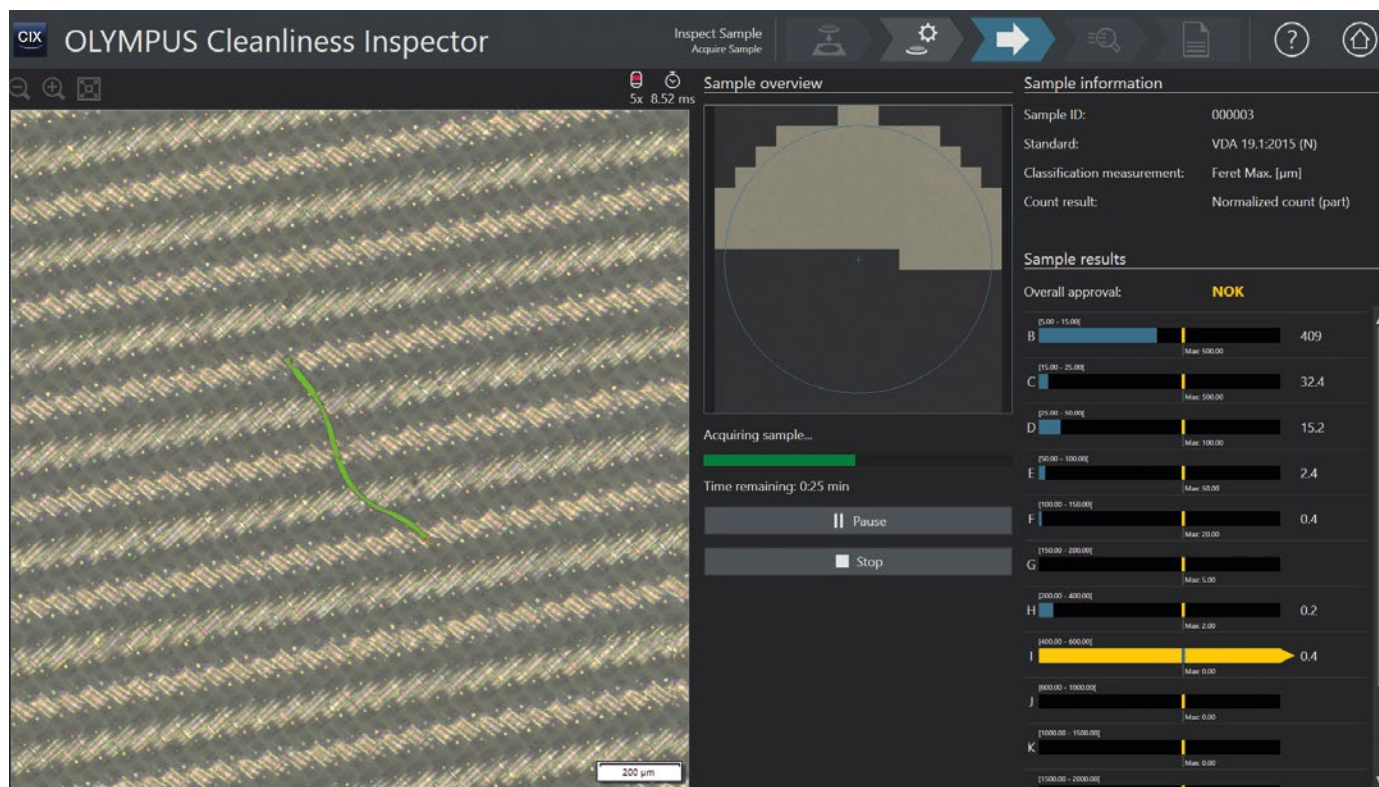 CIX
OLYMPUS Cleanliness Inspector
Inspect Sample
Acquire Sample
?
5x 8.52 ms
Sample overview
Acquiring sample...
Time remaining: 0:25 min
Pause
Stop
200 µm
Sample information
Sample ID: 000003
Standard: VDA 19.1:2015 (N)
Classification measurement: Feret Max. [µm]
Count result: Normalized count (part)
Sample results
Overall approval: NOK
[5.00 - 15.00[
B 409
Max: 500.00
[15.00 - 25.00[
C 32.4
Max: 500.00
[25.00 - 50.00[
D 15.2
Max: 100.00
[50.00 - 100.00[
E 2.4
Max: 50.00
[100.00 - 150.00[
F 0.4
Max: 20.00
[150.00 - 200.00[
G
Max: 5.00
[200.00 - 400.00[
H 0.2
Max: 2.00
[400.00 - 600.00[
I 0.4
Max: 0.00
[600.00 - 1000.00[
J
Max: 0.00
[1000.00 - 1500.00[
K
Max: 0.00
[1500.00 - 2000.00[